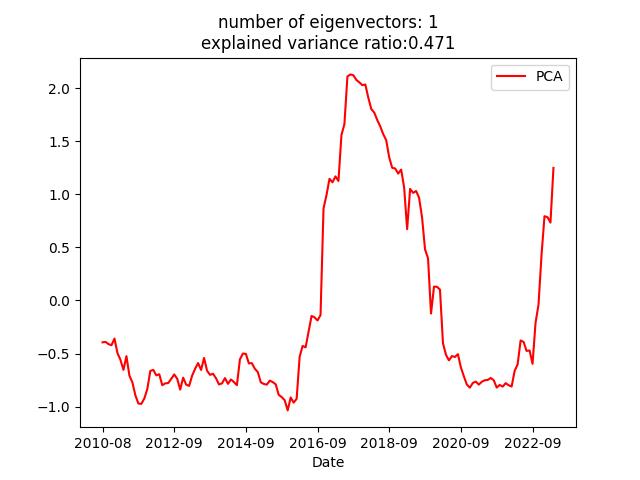 number of eigenvectors: 1
explained variance ratio:0.471
PCA
2.0
1.5
1.0
0.5
0.0
−0.5
−1.0
2010-08 2012-09 2014-09 2016-09 2018-09 2020-09 2022-09
Date